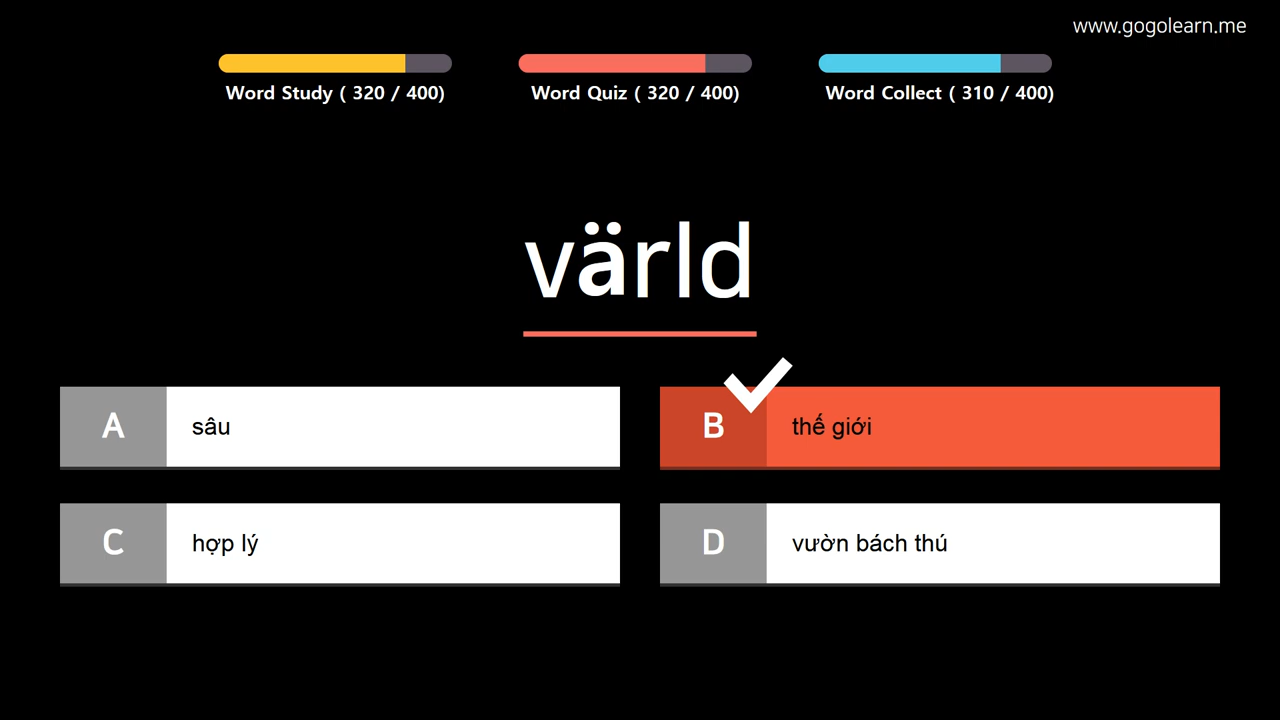 www.gogolearn.me
Word Study ( 320 / 400)
Word Quiz ( 320 / 400)
Word Collect ( 310 / 400)
värld
A sâu
B thế giới
C hợp lý
D vườn bách thú